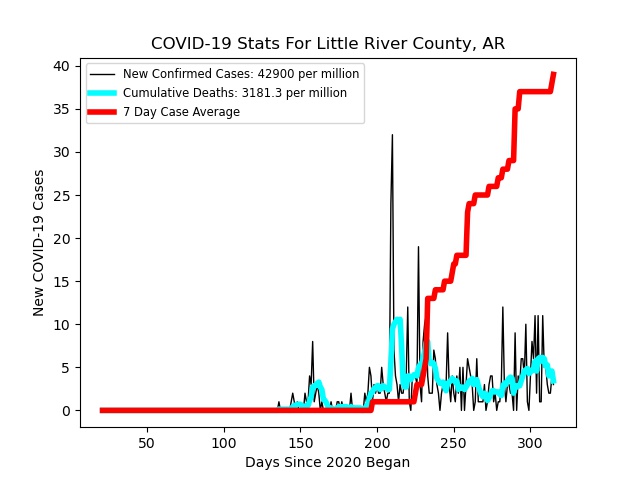 COVID-19 Stats For Little River County, AR
New Confirmed Cases: 42900 per million
Cumulative Deaths: 3181.3 per million
7 Day Case Average
New COVID-19 Cases
40
35
30
25
20
15
10
5
0
50 100 150 200 250 300
Days Since 2020 Began